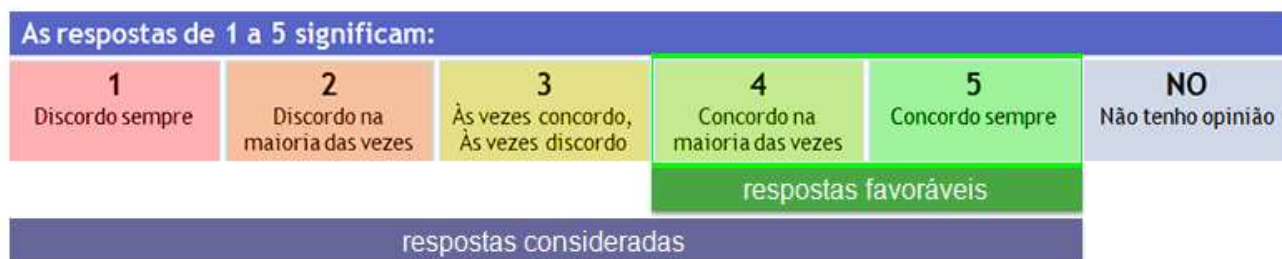 As respostas de 1 a 5 significam:
1
Discordo sempre
2
Discordo na
maioria das vezes
3
Às vezes concordo,
Às vezes discordo
4
Concordo na
maioria das vezes
5
Concordo sempre
NO
Não tenho opinião
respostas favoráveis
respostas consideradas